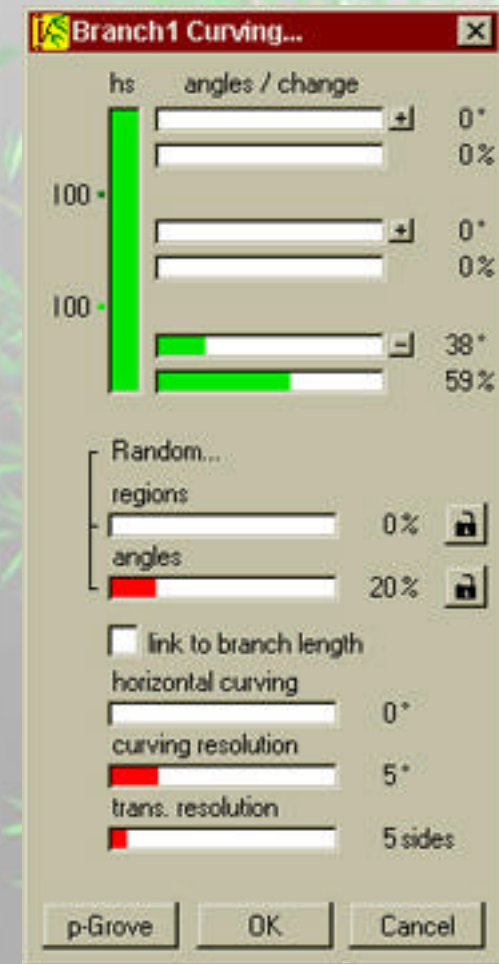 Branch1 Curving...
hs angles / change
+ 0°
0%
100
+ 0°
0%
100
− 38°
59%
Random...
regions
0%
angles
20%
link to branch length
horizontal curving
0°
curving resolution
5°
trans. resolution
5 sides
p-Grove OK Cancel